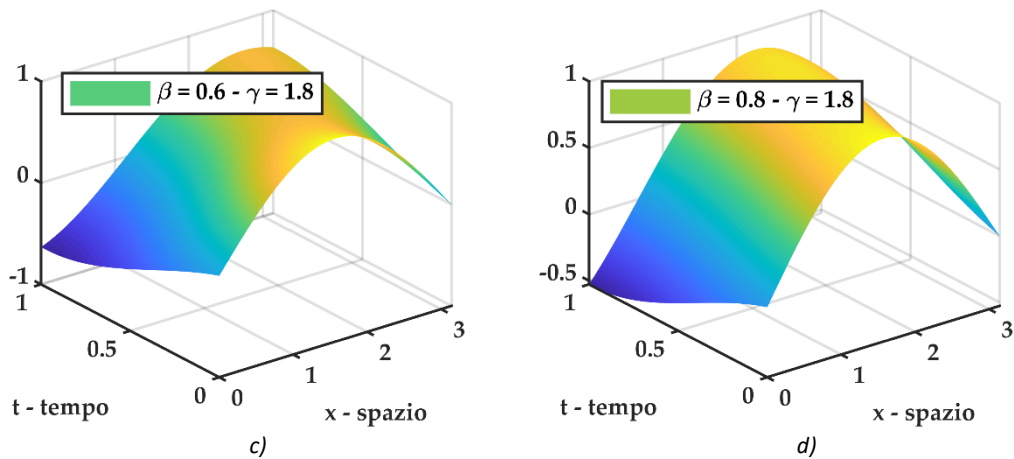 β = 0.6 - γ = 1.8
1
0
-1
1
0.5
0
0
1
2
3
t - tempo
x - spazio
c)
β = 0.8 - γ = 1.8
1
0.5
0
-0.5
1
0.5
0
0
1
2
3
t - tempo
x - spazio
d)